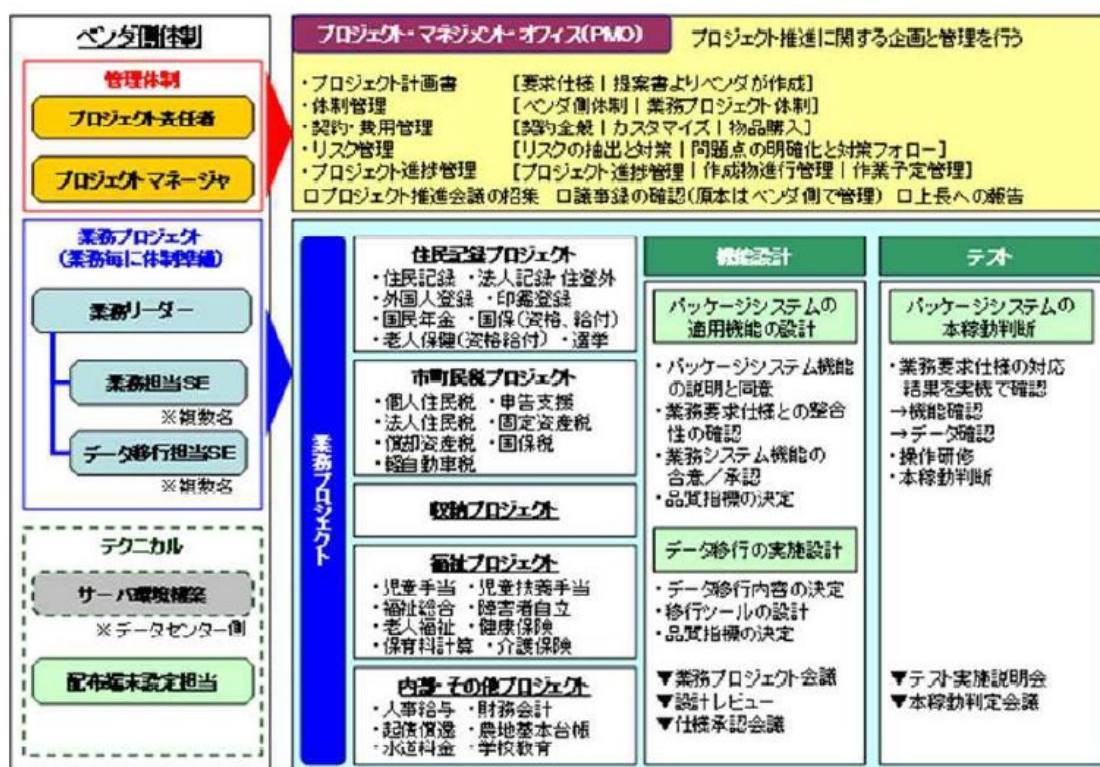 ベンダ側体制
管理体制
プロジェクト責任者
プロジェクトマネージャ
業務プロジェクト
(業務毎に体制準備)
業務リーダー
業務担当SE
※複数名
データ移行担当SE
※複数名
テクニカル
サーバ環境構築
※データセンター側
配布端末設定担当
プロジェクト・マネジメント・オフィス(PMO)
プロジェクト推進に関する企画と管理を行う
・プロジェクト計画書 [要求仕様|提案書よりベンダが作成]
・体制管理 [ベンダ側体制|業務プロジェクト体制]
・契約・費用管理 [契約全般|カスタマイズ|物品購入]
・リスク管理 [リスクの抽出と対策|問題点の明確化と対策フォロー]
・プロジェクト進捗管理 [プロジェクト進捗管理|作成物進行管理|作業予定管理]
□プロジェクト推進会議の招集 □議事録の確認(原本はベンダ側で管理) □上長への報告
業務プロジェクト
住民記録プロジェクト
・住民記録 ・法人記録・住登外
・外国人登録 ・印鑑登録
・国民年金 ・国保(資格、給付)
・老人保健(資格給付) ・選挙
市町民税プロジェクト
・個人住民税 ・申告支援
・法人住民税 ・固定資産税
・償却資産税 ・国保税
・軽自動車税
収納プロジェクト
福祉プロジェクト
・児童手当 ・児童扶養手当
・福祉総合 ・障害者自立
・老人福祉 ・健康保険
・保育料計算 ・介護保険
内部・その他プロジェクト
・人事給与 ・財務会計
・起債償還 ・農地基本台帳
・水道料金 ・学校教育
機能設計
パッケージシステムの
適用機能の設計
・パッケージシステム機能
の説明と同意
・業務要求仕様との整合
性の確認
・業務システム機能の
合意/承認
・品質指標の決定
データ移行の実施設計
・データ移行内容の決定
・移行ツールの設計
・品質指標の決定
▼業務プロジェクト会議
▼設計レビュー
▼仕様承認会議
テスト
パッケージシステムの
本稼動判断
・業務要求仕様の対応
結果を実機で確認
→機能確認
→データ確認
・操作研修
・本稼動判断
▼テスト実施説明会
▼本稼動判定会議